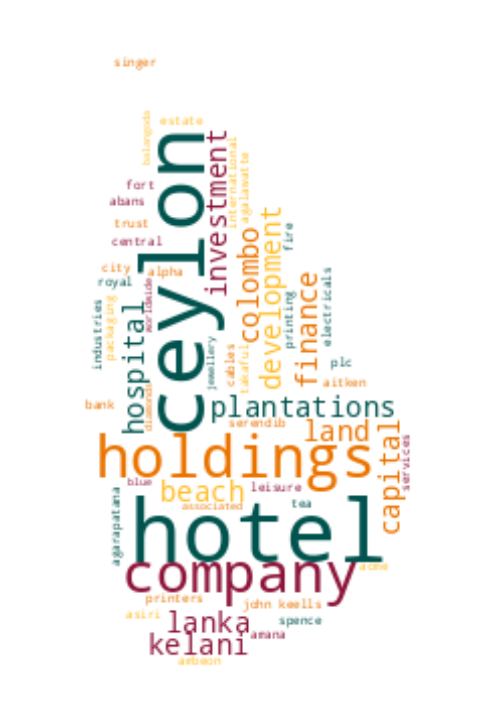 singer
balangoda
estate
ceylon
investment
international
agalawatte
fort
abans
trust
central
colombo
development
fire
city
alpha
royal
worldwide
industries
packaging
hospital
diamonds
jewellery
cables
takaful
finance
printing
electricals
plc
aitken
bank
plantations
serendib
land
holdings
capital
services
blue
beach
leisure
associated
tea
agarapatana
hotel
company
acme
printers
john keells
asiri
lanka
spence
amana
kelani
ambeon